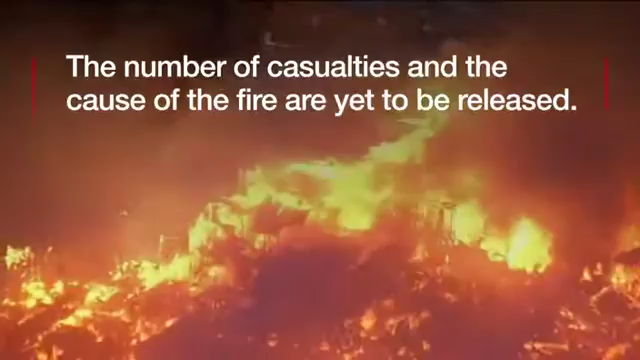 The number of casualties and the
cause of the fire are yet to be released.